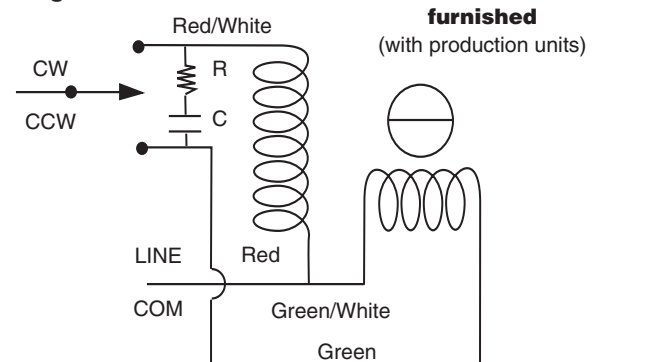 Red/White
furnished
(with production units)
CW
R
CCW
C
LINE
Red
COM
Green/White
Green